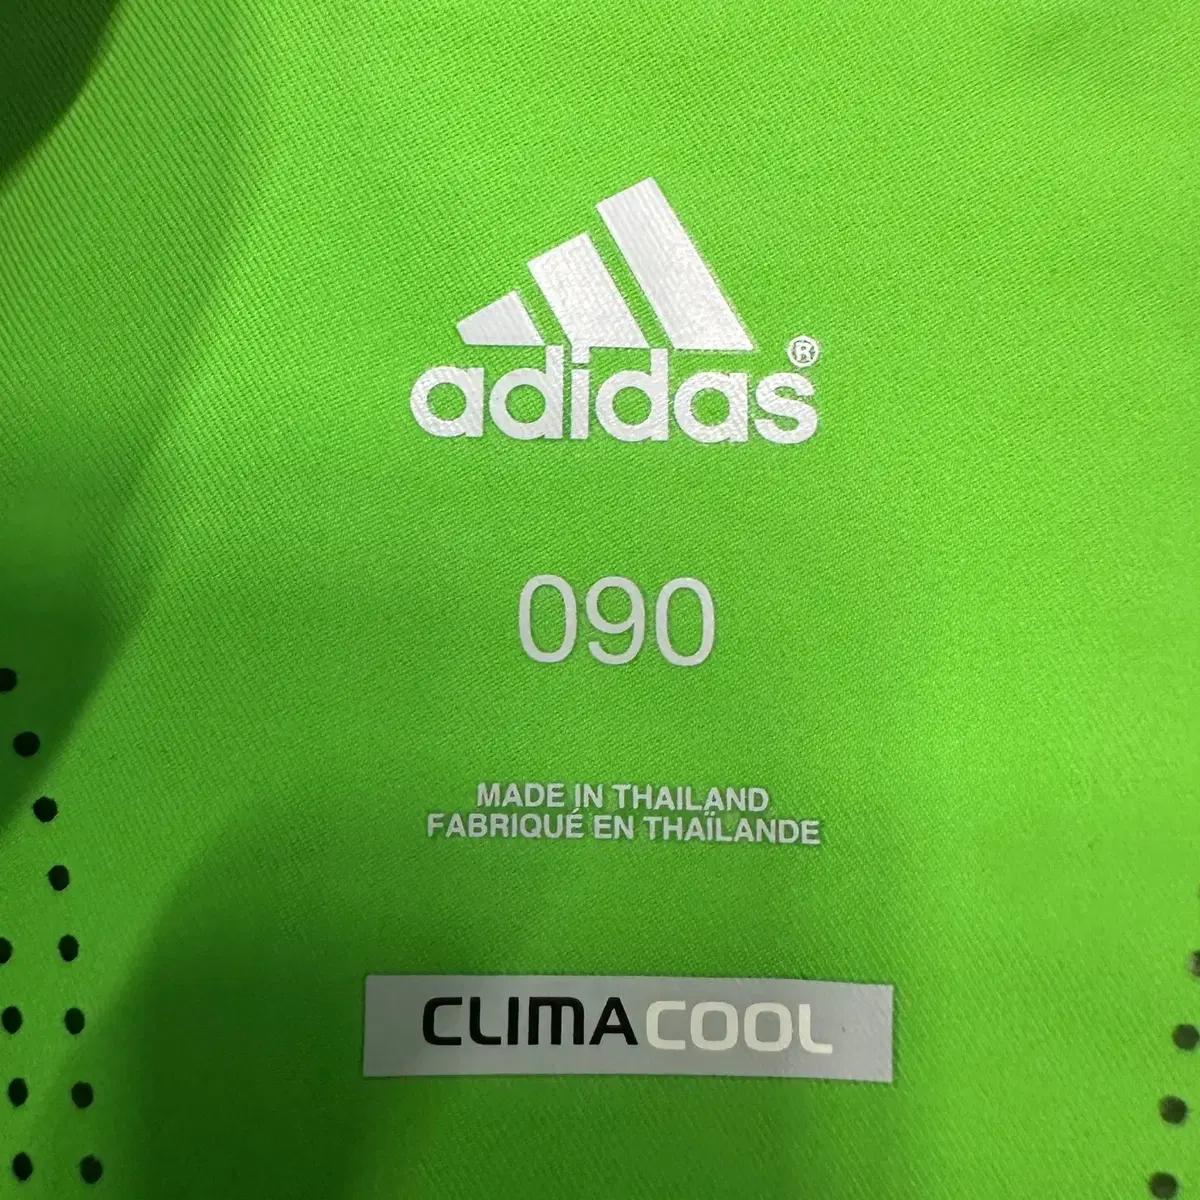 adidas®
090
MADE IN THAILAND
FABRIQUÉ EN THAÏLANDE
CLIMACOOL